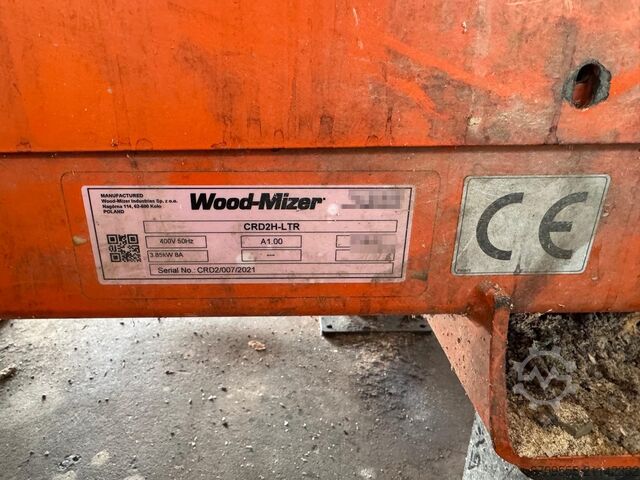 MANUFACTURED
Wood-Mizer Industries Sp. z o.o.
Nagórna 114, 62-600 Koło
POLAND
Wood-Mizer
CRD2H-LTR
400V 50Hz
A1.00
3.85kW 8A
---
Serial No.: CRD2/007/2021
CE